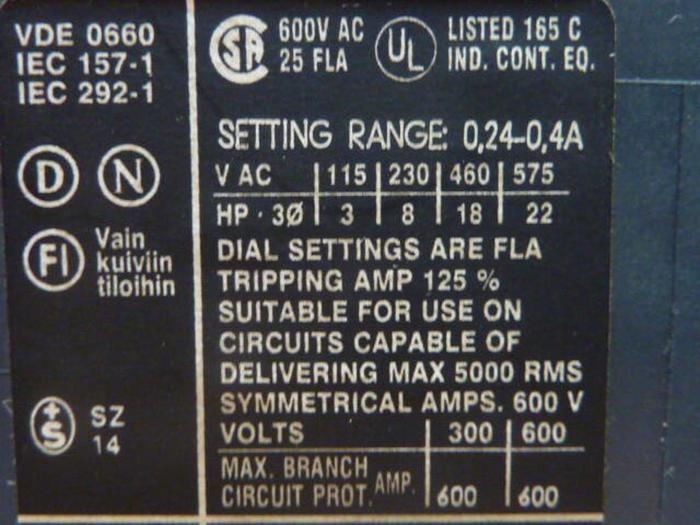 VDE 0660
IEC 157-1
IEC 292-1
D N
FI Vain
kuiviin
tiloihin
+S SZ
14
SA 600V AC UL LISTED 165 C
25 FLA IND. CONT. EQ.
SETTING RANGE: 0,24-0,4A
V AC 115 230 460 575
HP · 3Ø 3 8 18 22
DIAL SETTINGS ARE FLA
TRIPPING AMP 125 %
SUITABLE FOR USE ON
CIRCUITS CAPABLE OF
DELIVERING MAX 5000 RMS
SYMMETRICAL AMPS. 600 V
VOLTS 300 600
MAX. BRANCH
CIRCUIT PROT. AMP. 600 600